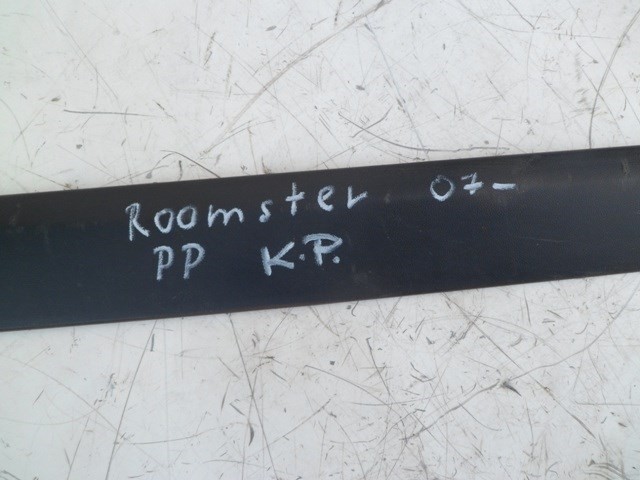 Roomster 07-
PP K.P.